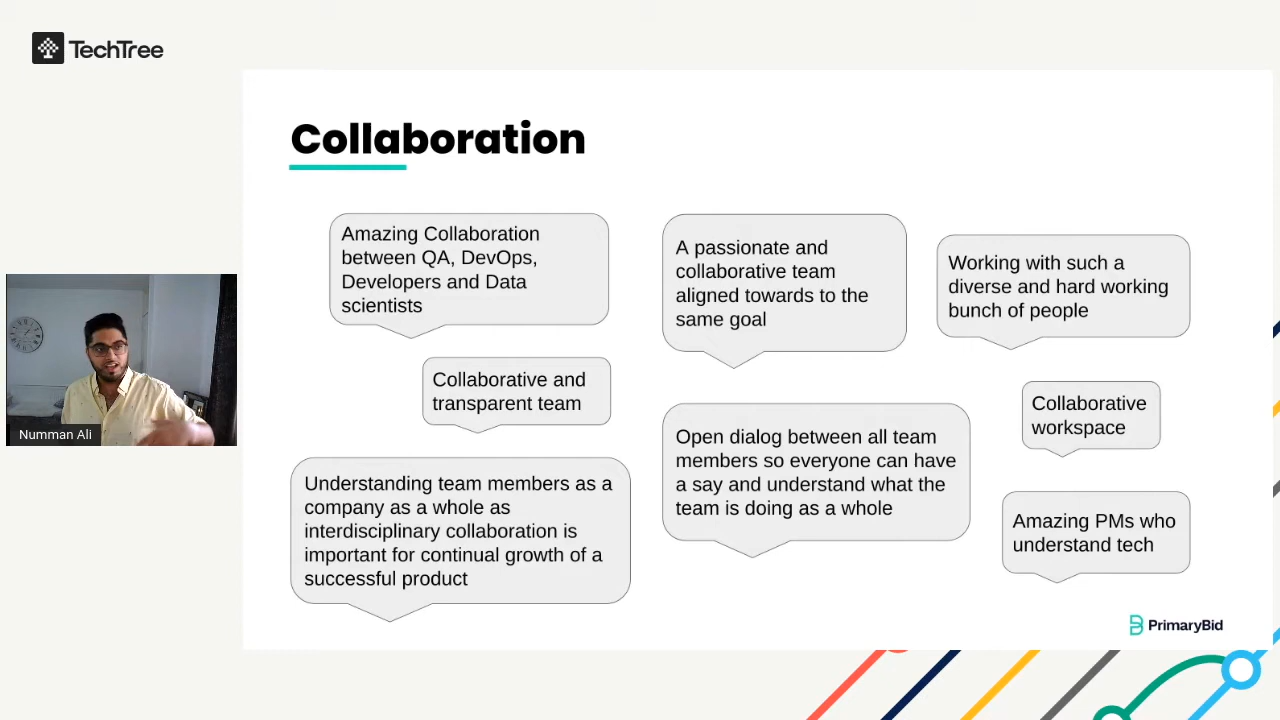 TechTree
Collaboration
Amazing Collaboration
between QA, DevOps,
Developers and Data
scientists
A passionate and
collaborative team
aligned towards to the
same goal
Working with such a
diverse and hard working
bunch of people
Collaborative and
transparent team
Collaborative
workspace
Open dialog between all team
members so everyone can have
a say and understand what the
team is doing as a whole
Understanding team members as a
company as a whole as
interdisciplinary collaboration is
important for continual growth of a
successful product
Amazing PMs who
understand tech
Numman Ali
PrimaryBid